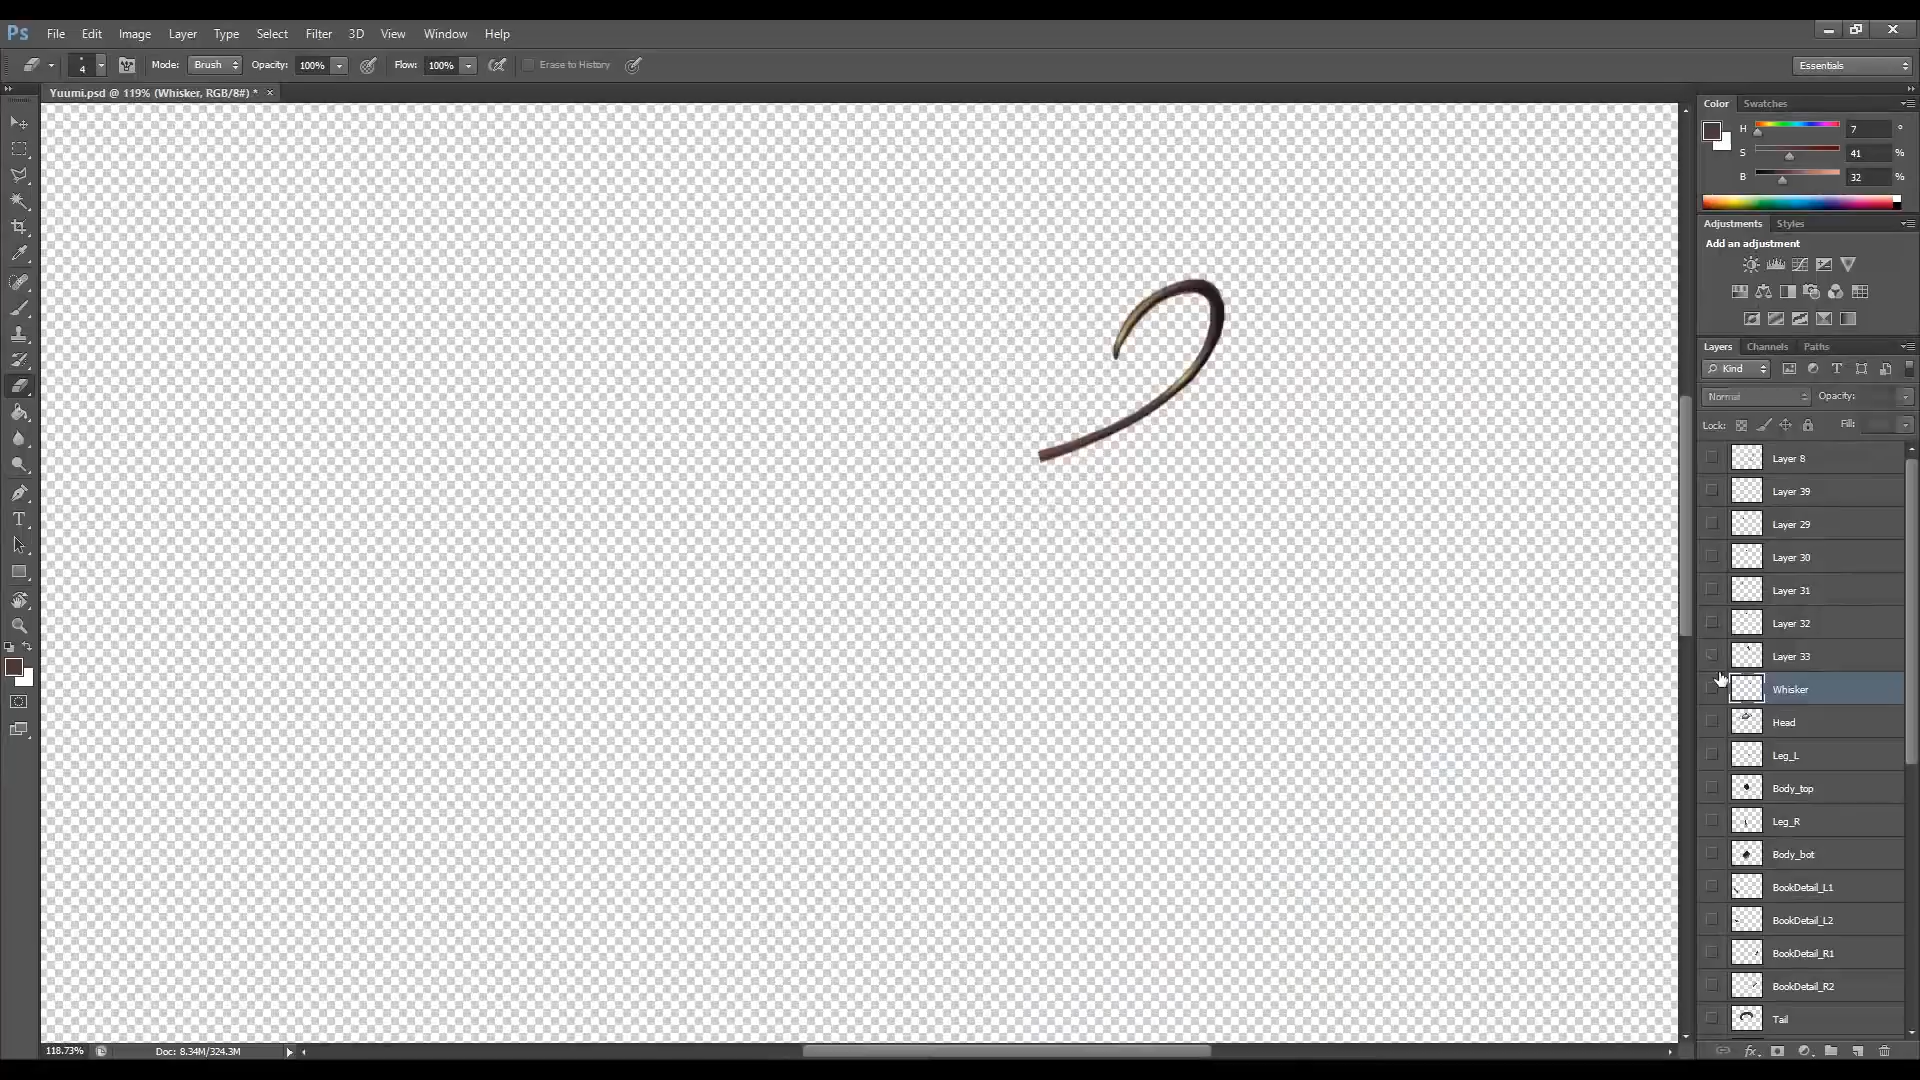 Ps File Edit Image Layer Type Select Filter 3D View Window Help
4 Mode: Brush Opacity: 100% Flow: 100% Erase to History Essentials
Yuumi.psd @ 119% (Whisker, RGB/8#) * ×
Color Swatches
H 7 °
S 41 %
B 32 %
Adjustments Styles
Add an adjustment
Layers Channels Paths
Kind
Normal Opacity:
Lock: Fill:
Layer 8
Layer 39
Layer 29
Layer 30
Layer 31
Layer 32
Layer 33
Whisker
Head
Leg_L
Body_top
Leg_R
Body_bot
BookDetail_L1
BookDetail_L2
BookDetail_R1
BookDetail_R2
Tail
118.73% Doc: 8.34M/324.3M